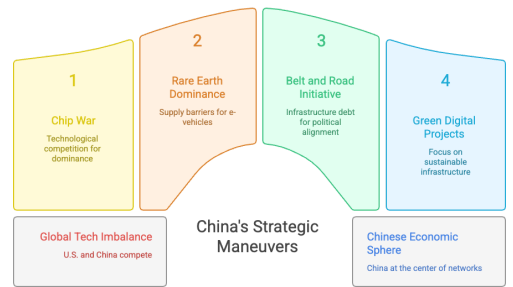 1
Chip War
Technological
competition for
dominance
2
Rare Earth
Dominance
Supply barriers for e-
vehicles
3
Belt and Road
Initiative
Infrastructure debt
for political
alignment
4
Green Digital
Projects
Focus on
sustainable
infrastructure
Global Tech Imbalance
U.S. and China compete
China's Strategic
Maneuvers
Chinese Economic
Sphere
China at the center of networks